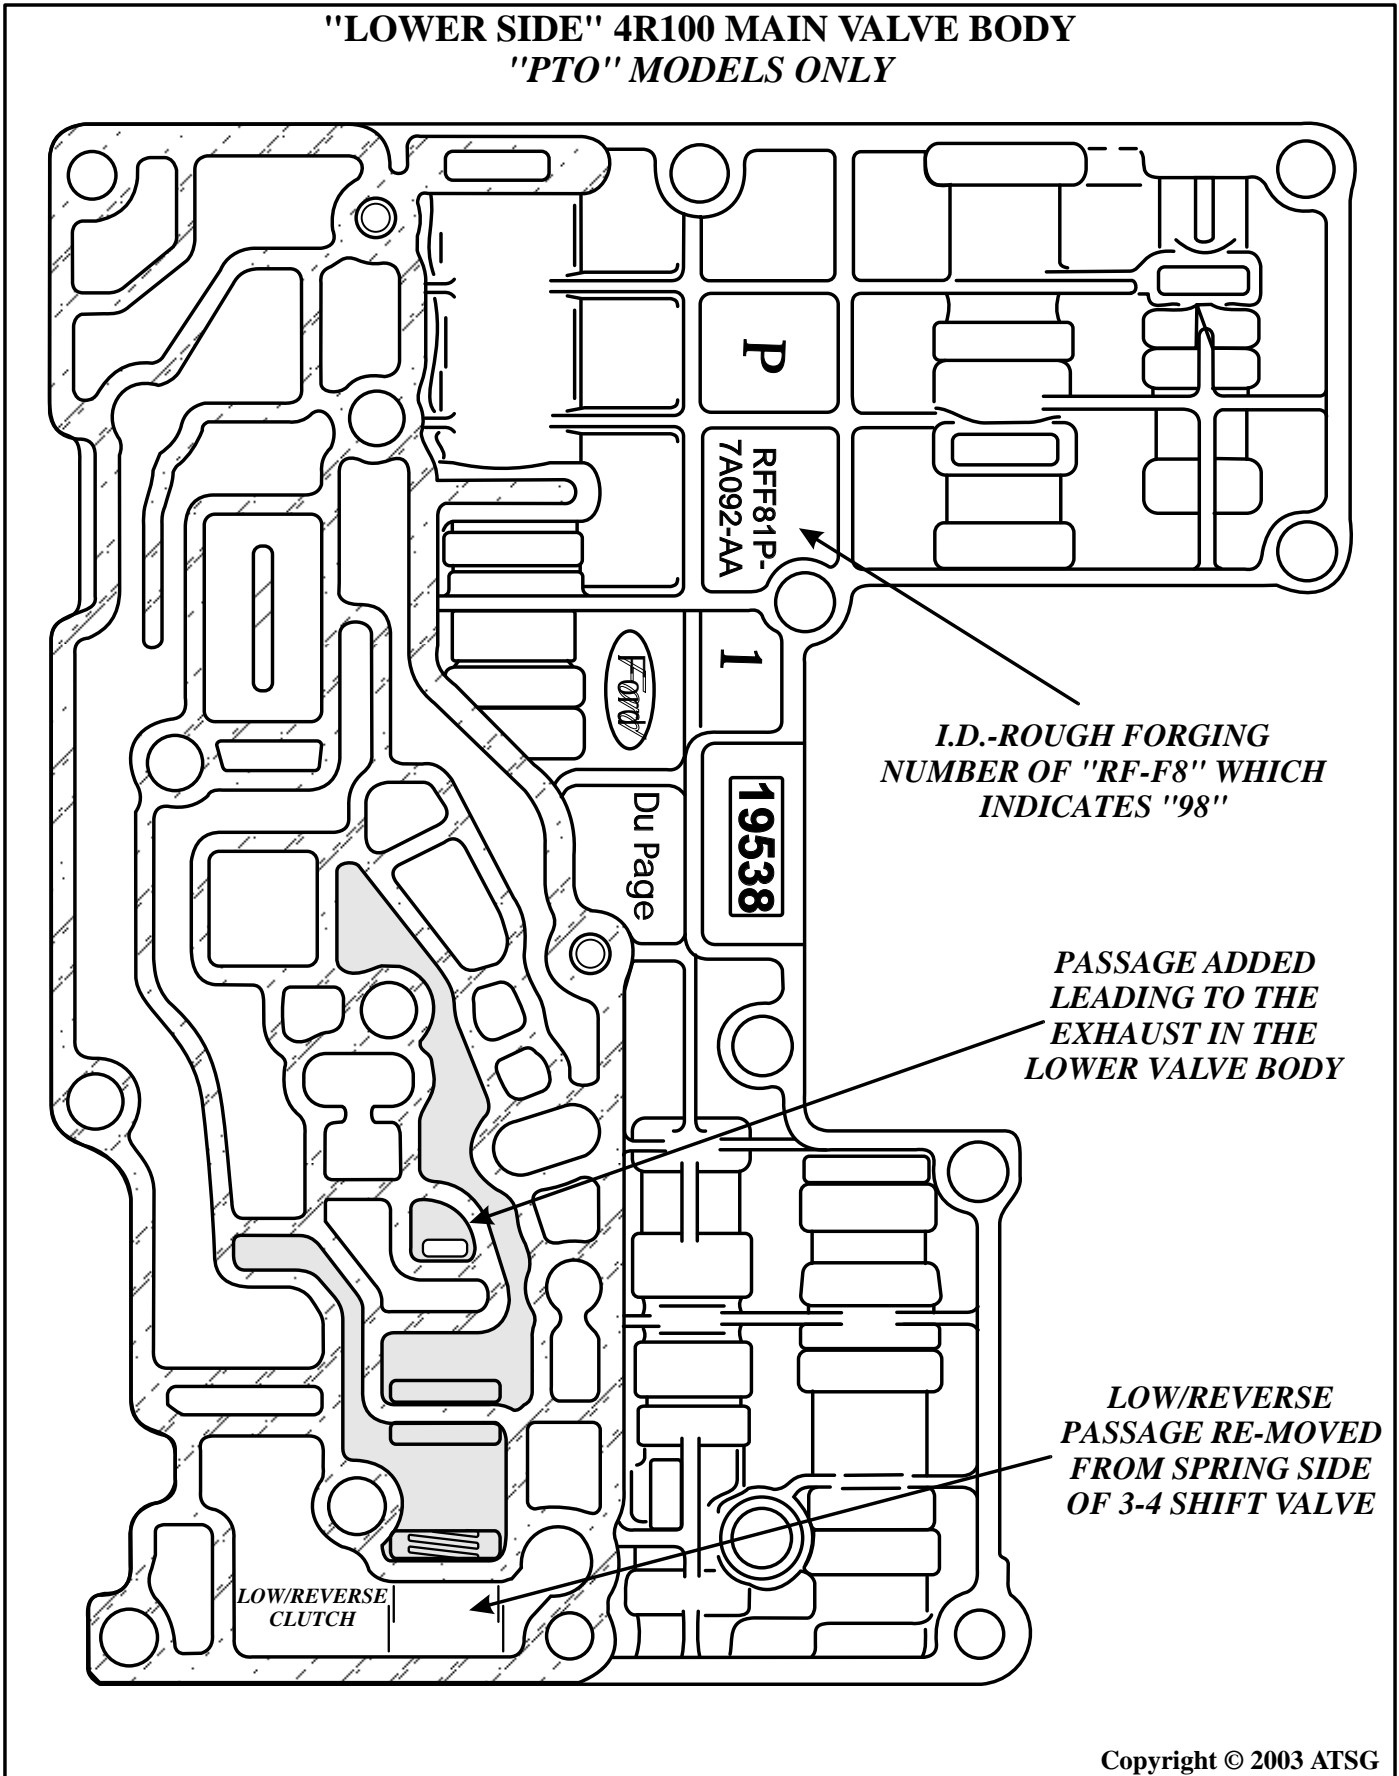 "LOWER SIDE" 4R100 MAIN VALVE BODY
"PTO" MODELS ONLY
P
RFF81P-
7A092-AA
1
Ford
I.D.-ROUGH FORGING
NUMBER OF "RF-F8" WHICH
INDICATES "98"
19538
Du Page
PASSAGE ADDED
LEADING TO THE
EXHAUST IN THE
LOWER VALVE BODY
LOW/REVERSE
PASSAGE RE-MOVED
FROM SPRING SIDE
OF 3-4 SHIFT VALVE
LOW/REVERSE
CLUTCH
Copyright © 2003 ATSG